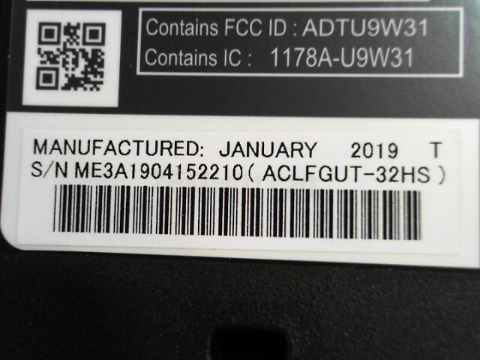 Contains FCC ID : ADTU9W31
Contains IC : 1178A-U9W31
MANUFACTURED: JANUARY 2019 T
S/N ME3A1904152210 ( ACLFGUT-32HS )